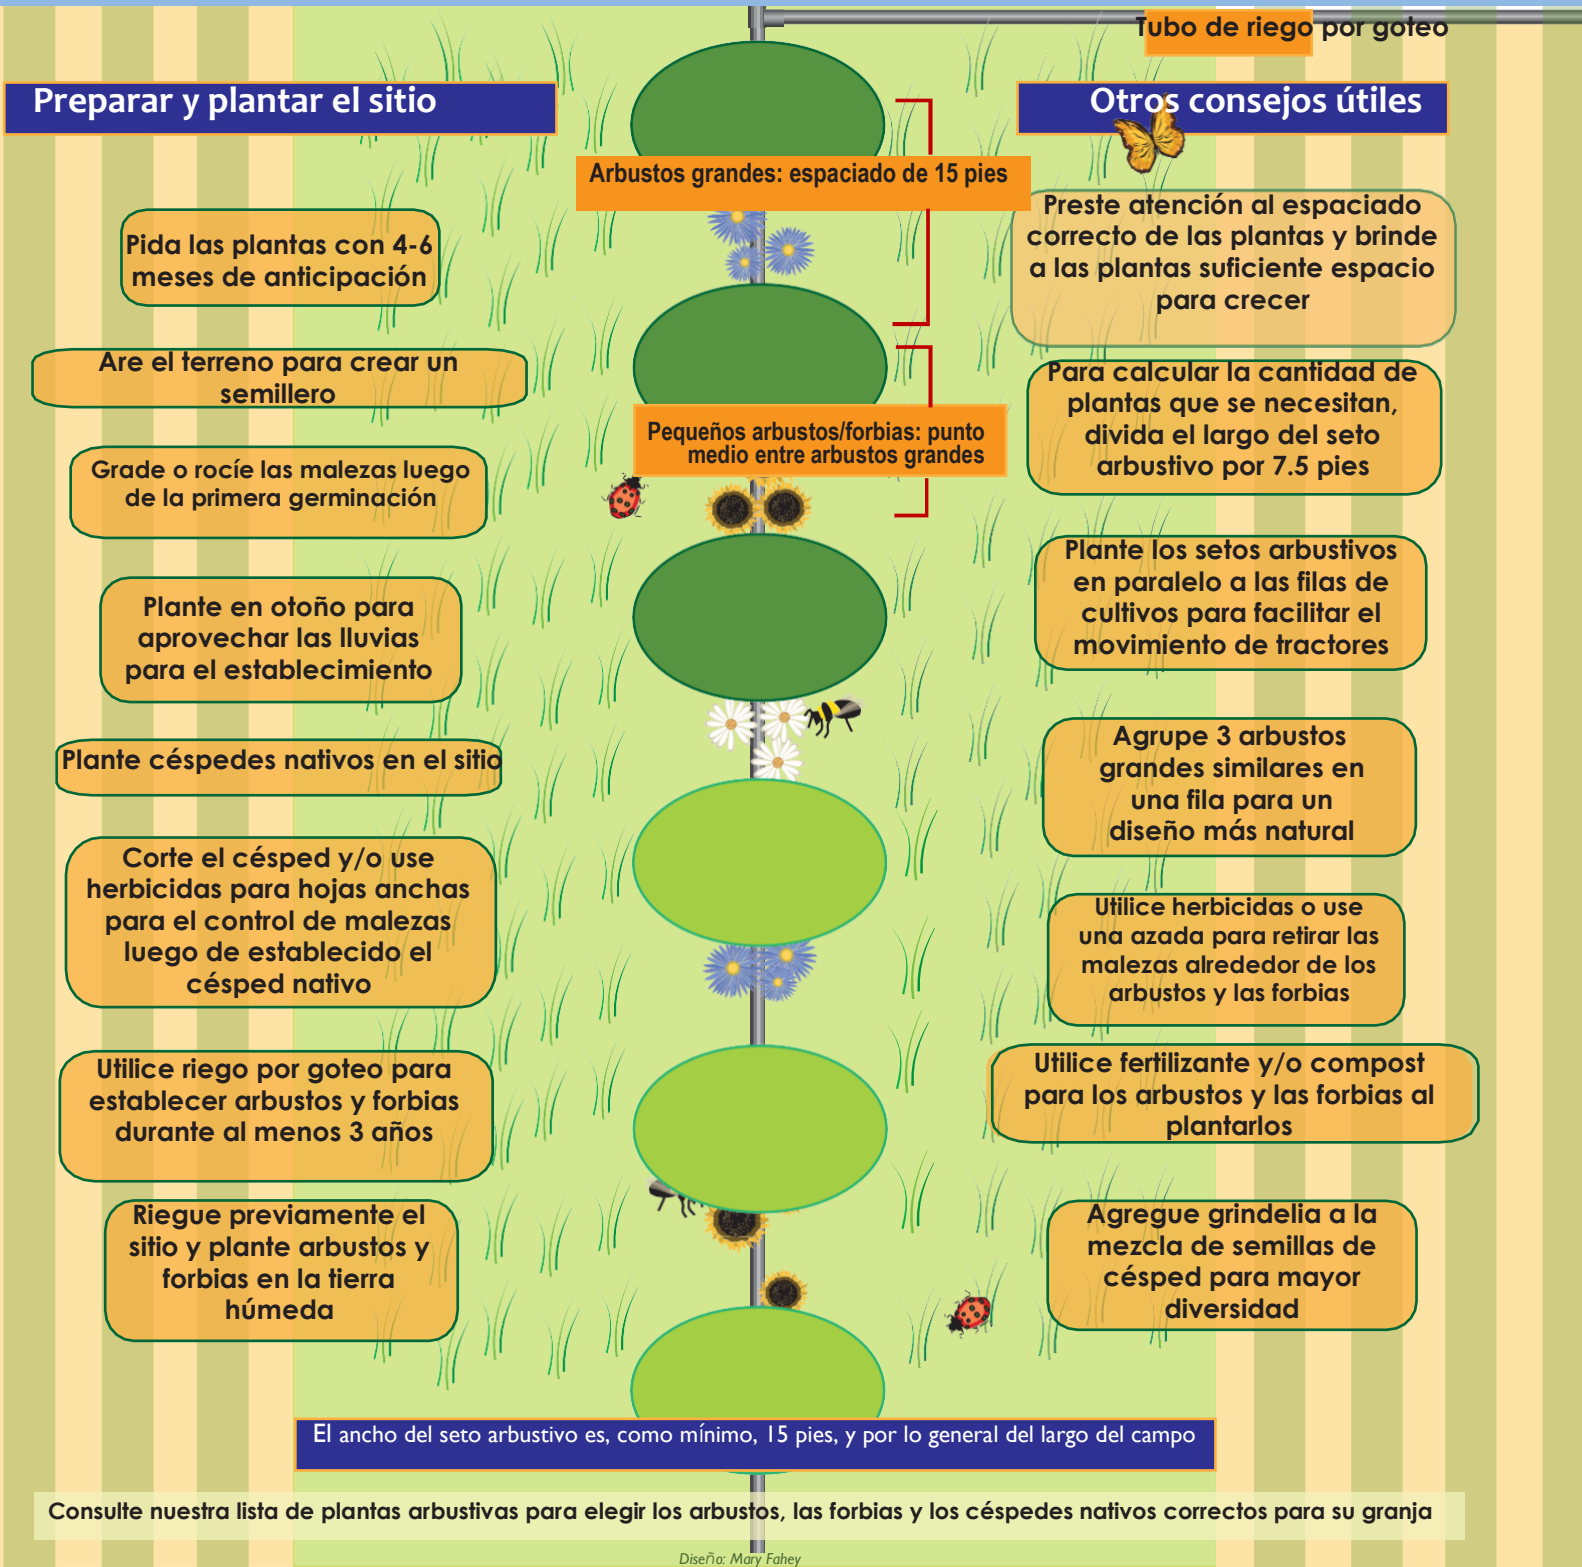 Tubo de riego por goteo
Preparar y plantar el sitio
Pida las plantas con 4-6
meses de anticipación
Are el terreno para crear un
semillero
Grade o rocíe las malezas luego
de la primera germinación
Plante en otoño para
aprovechar las lluvias
para el establecimiento
Plante céspedes nativos en el sitio
Corte el césped y/o use
herbicidas para hojas anchas
para el control de malezas
luego de establecido el
césped nativo
Utilice riego por goteo para
establecer arbustos y forbias
durante al menos 3 años
Riegue previamente el
sitio y plante arbustos y
forbias en la tierra
húmeda
Arbustos grandes: espaciado de 15 pies
Pequeños arbustos/forbias: punto
medio entre arbustos grandes
Otros consejos útiles
Preste atención al espaciado
correcto de las plantas y brinde
a las plantas suficiente espacio
para crecer
Para calcular la cantidad de
plantas que se necesitan,
divida el largo del seto
arbustivo por 7.5 pies
Plante los setos arbustivos
en paralelo a las filas de
cultivos para facilitar el
movimiento de tractores
Agrupe 3 arbustos
grandes similares en
una fila para un
diseño más natural
Utilice herbicidas o use
una azada para retirar las
malezas alrededor de los
arbustos y las forbias
Utilice fertilizante y/o compost
para los arbustos y las forbias al
plantarlos
Agregue grindelia a la
mezcla de semillas de
césped para mayor
diversidad
El ancho del seto arbustivo es, como mínimo, 15 pies, y por lo general del largo del campo
Consulte nuestra lista de plantas arbustivas para elegir los arbustos, las forbias y los céspedes nativos correctos para su granja
Diseño: Mary Fahey